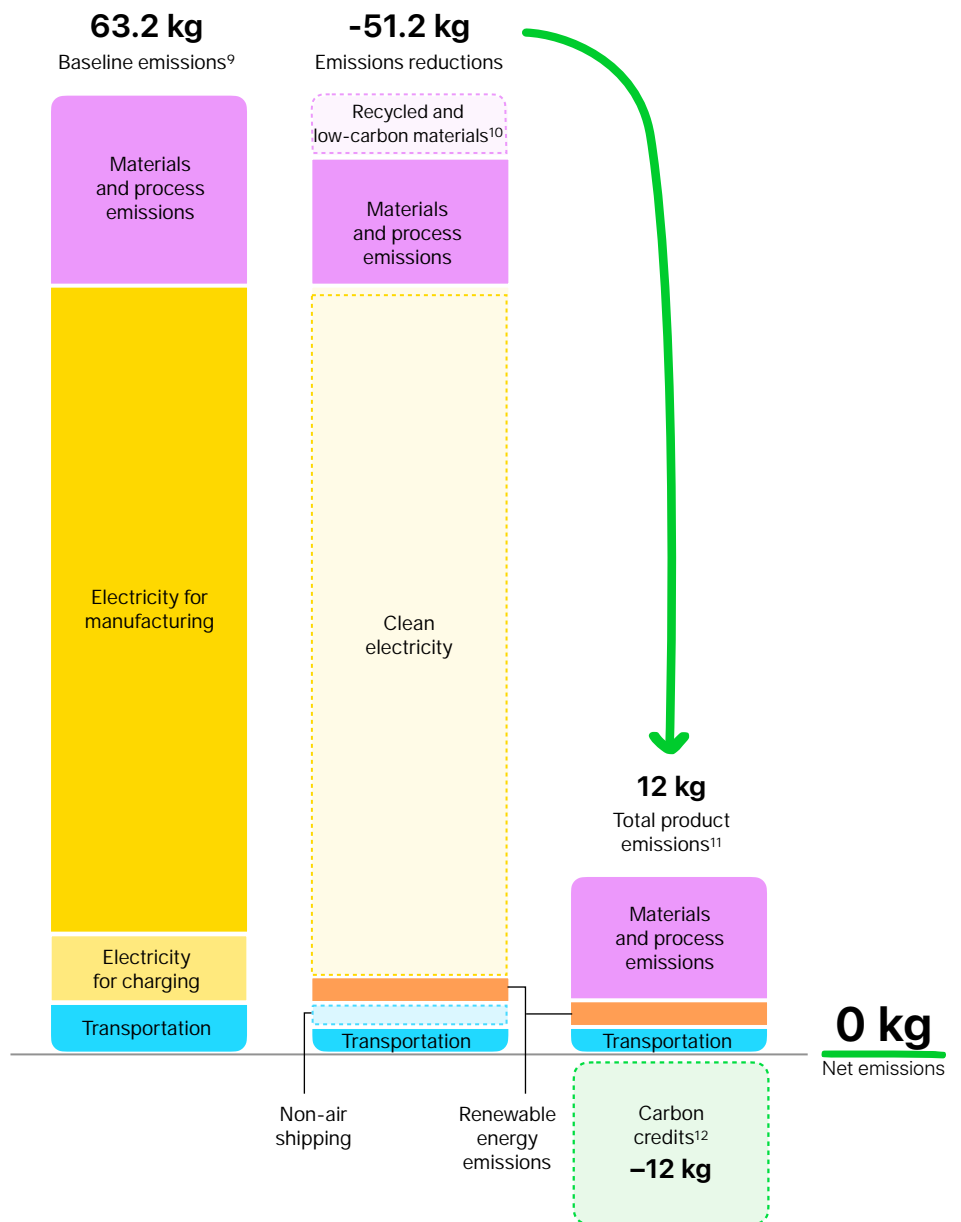 63.2 kg
Baseline emissions⁹
-51.2 kg
Emissions reductions
Recycled and
low-carbon materials¹⁰
Materials
and process
emissions
Materials
and process
emissions
Electricity for
manufacturing
Clean
electricity
12 kg
Total product
emissions¹¹
Materials
and process
emissions
Electricity
for charging
Transportation
Transportation
Transportation
0 kg
Net emissions
Non-air
shipping
Renewable
energy
emissions
Carbon
credits¹²
–12 kg